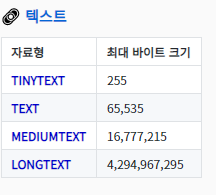 텍스트
자료형 최대 바이트 크기
TINYTEXT 255
TEXT 65,535
MEDIUMTEXT 16,777,215
LONGTEXT 4,294,967,295